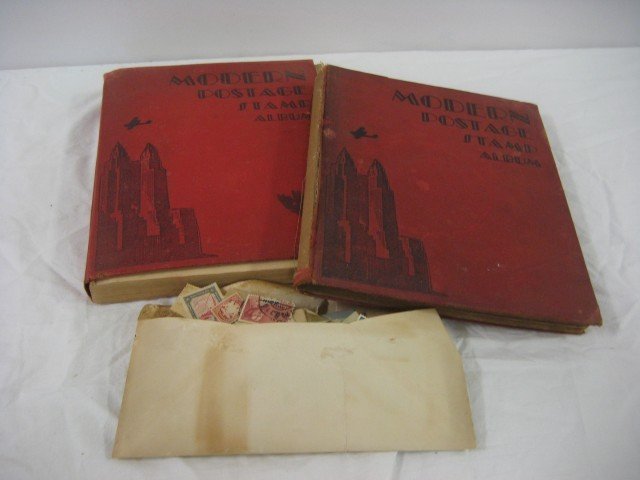 MODERN
POSTAGE
STAMP
ALBUM
MODERN
POSTAGE
STAMP
ALBUM